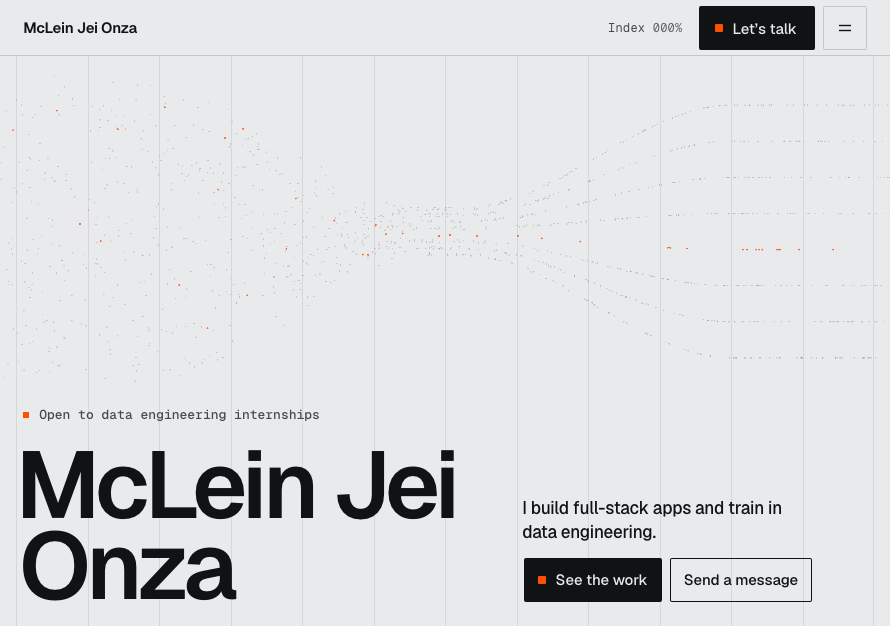 McLein Jei Onza
Index 000%
Let's talk
Open to data engineering internships
McLein Jei
Onza
I build full-stack apps and train in
data engineering.
See the work
Send a message